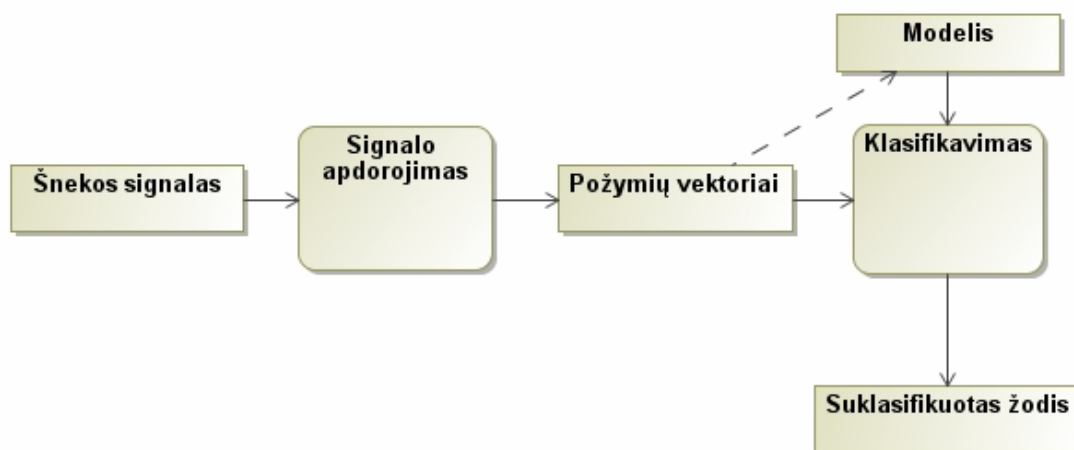 Modelis
Signalo
apdorojimas
Klasifikavimas
Šnekos signalas
Požymių vektoriai
Suklasifikuotas žodis